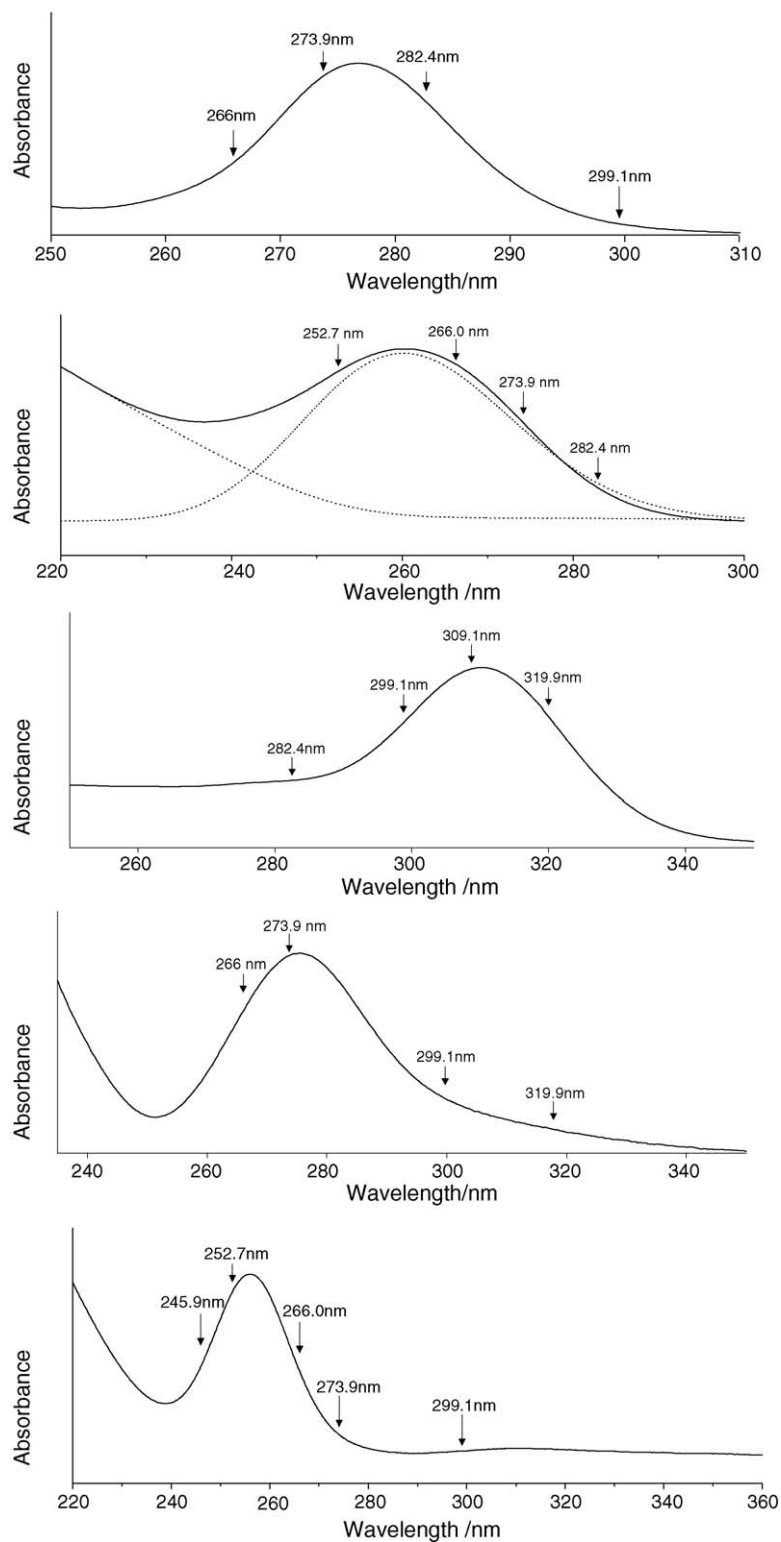 273.9nm
282.4nm
266nm
299.1nm
Absorbance
250 260 270 280 290 300 310
Wavelength/nm
252.7 nm
266.0 nm
273.9 nm
282.4 nm
Absorbance
220 240 260 280 300
Wavelength /nm
309.1nm
299.1nm
319.9nm
282.4nm
Absorbance
260 280 300 320 340
Wavelength /nm
273.9 nm
266 nm
299.1nm
319.9nm
Absorbance
240 260 280 300 320 340
Wavelength/nm
252.7nm
245.9nm
266.0nm
273.9nm
299.1nm
Absorbance
220 240 260 280 300 320 340 360
Wavelength /nm